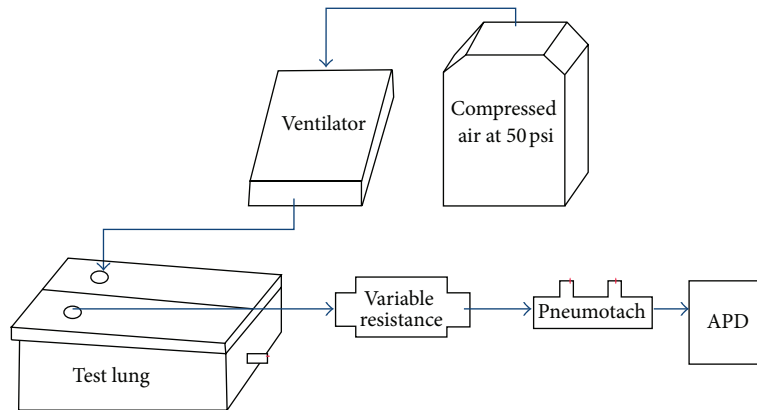 Ventilator
Compressed
air at 50 psi
Variable
resistance
Pneumotach
APD
Test lung